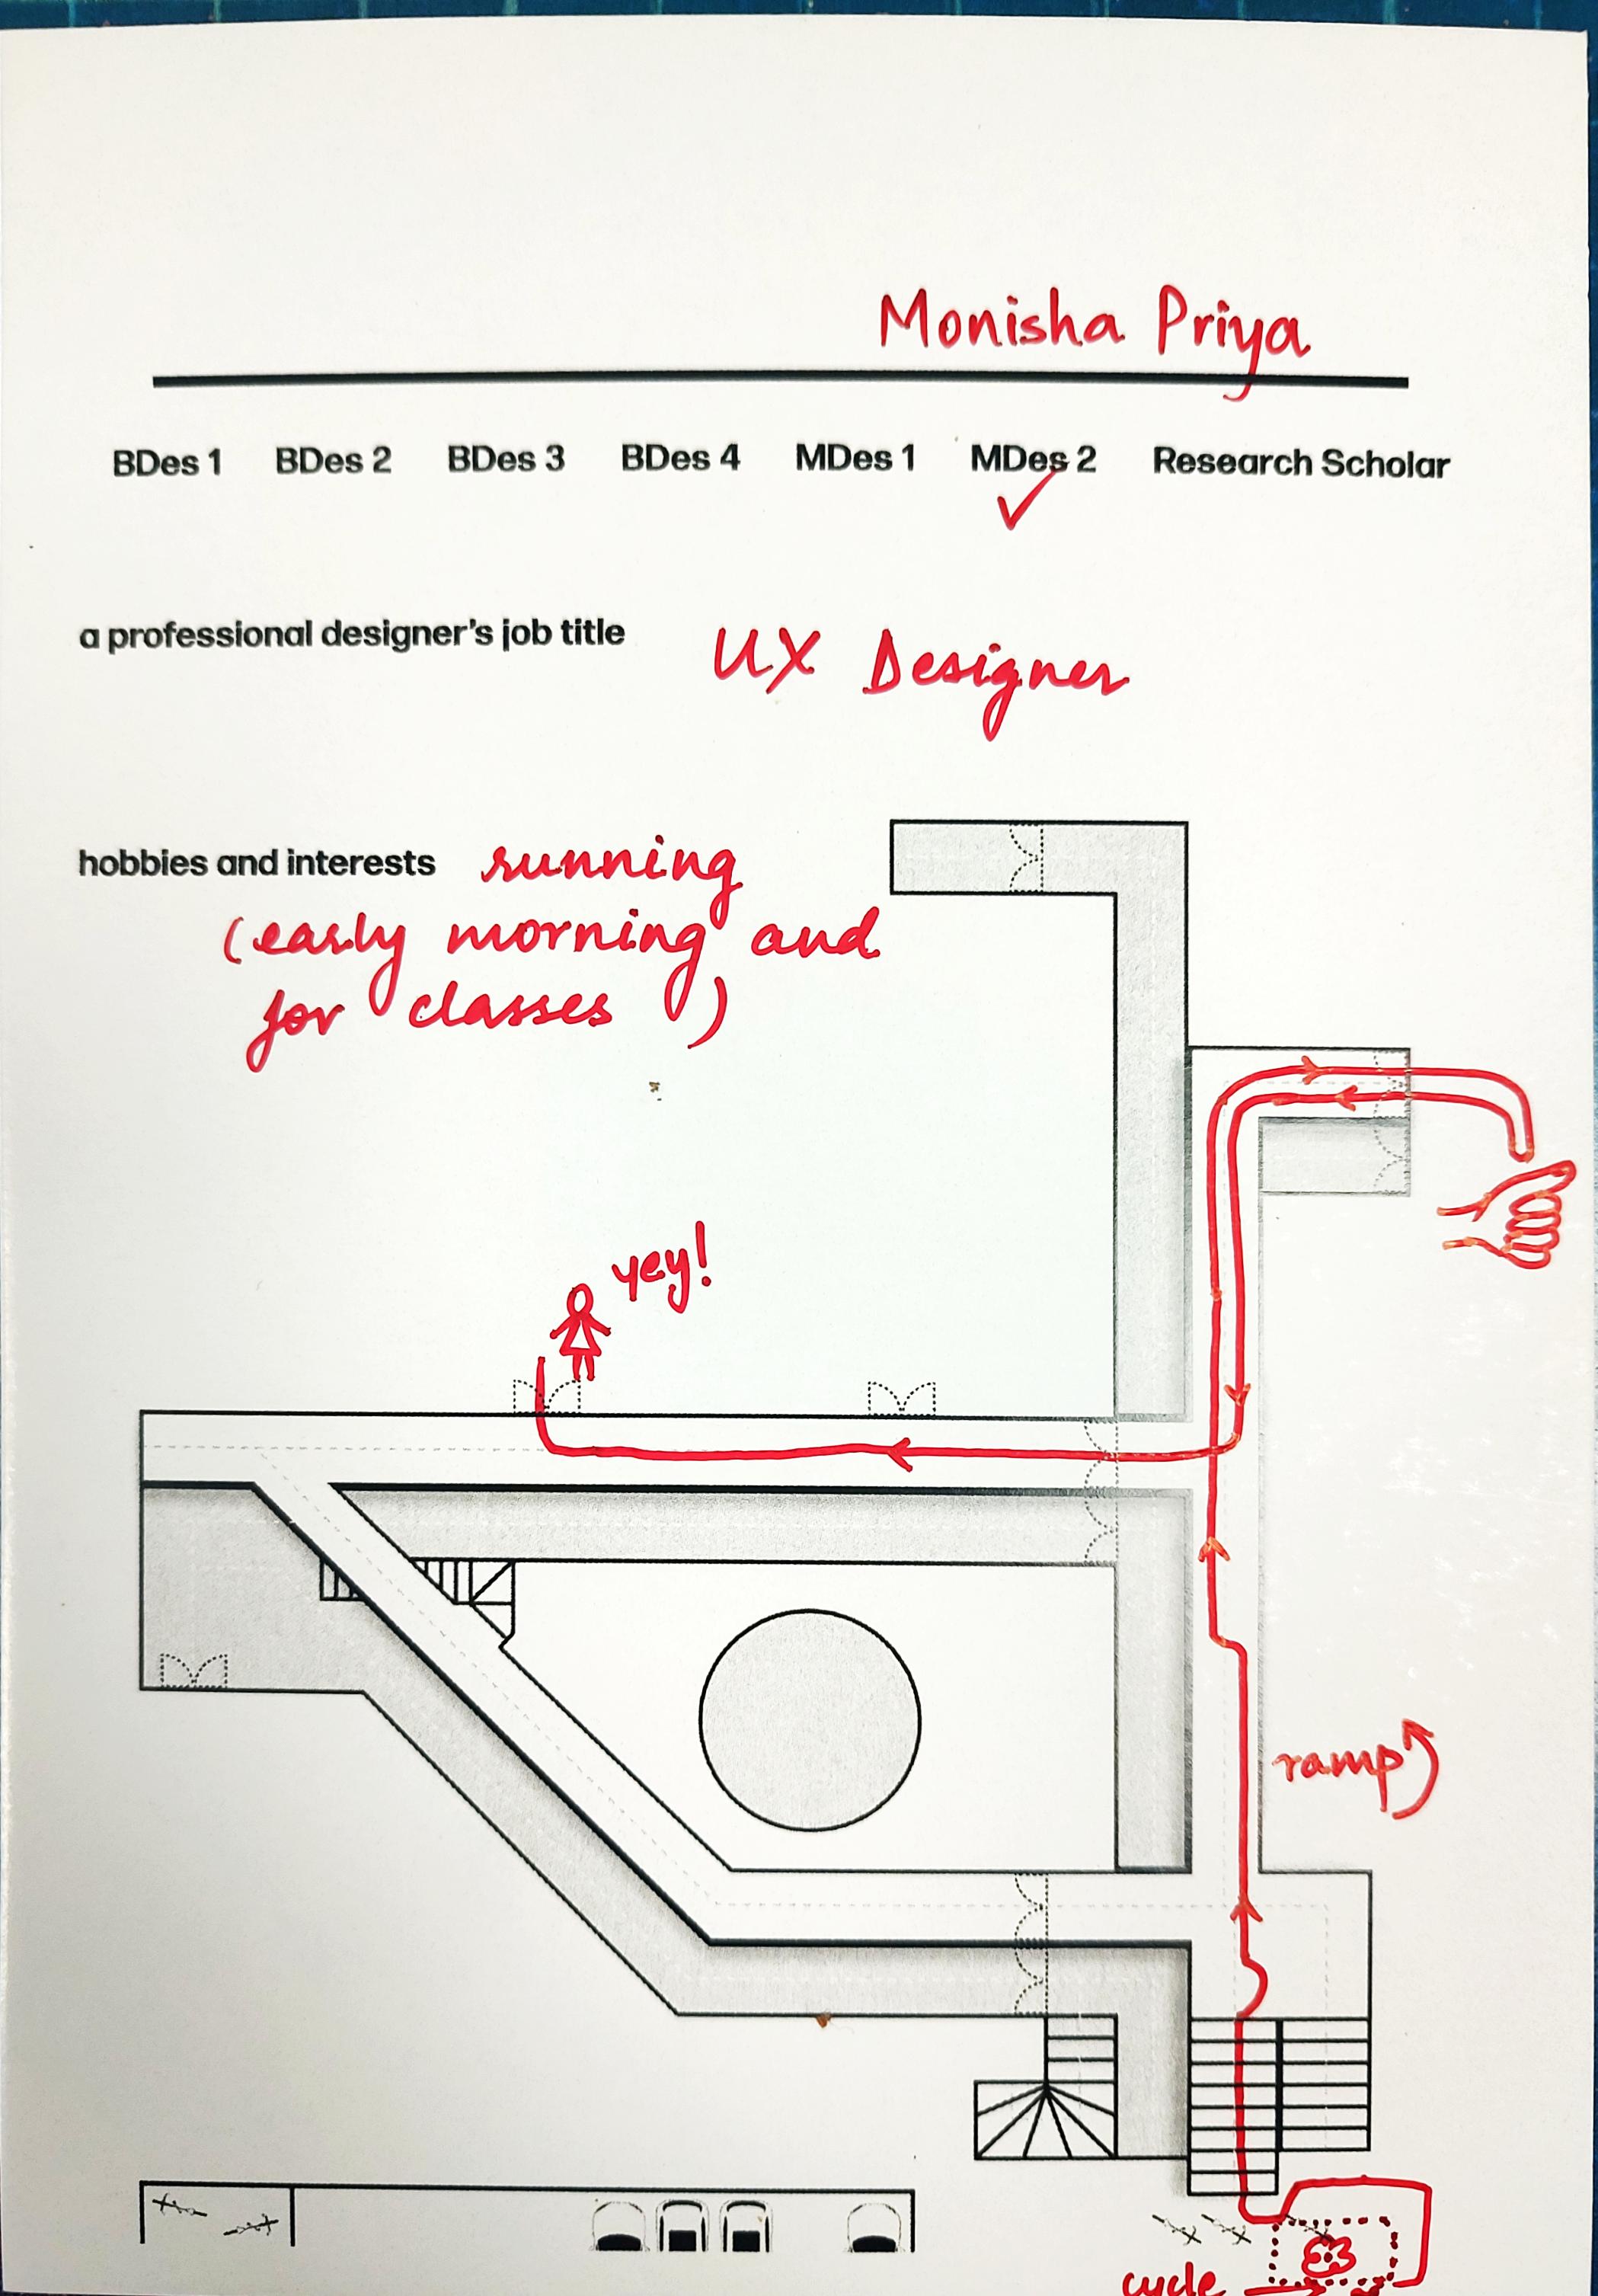 Monisha Priya
BDes 1 BDes 2 BDes 3 BDes 4 MDes 1 MDes 2 Research Scholar
a professional designer's job title UX Designer
hobbies and interests running
(early morning and
for classes )
yey!
ramp
cycle